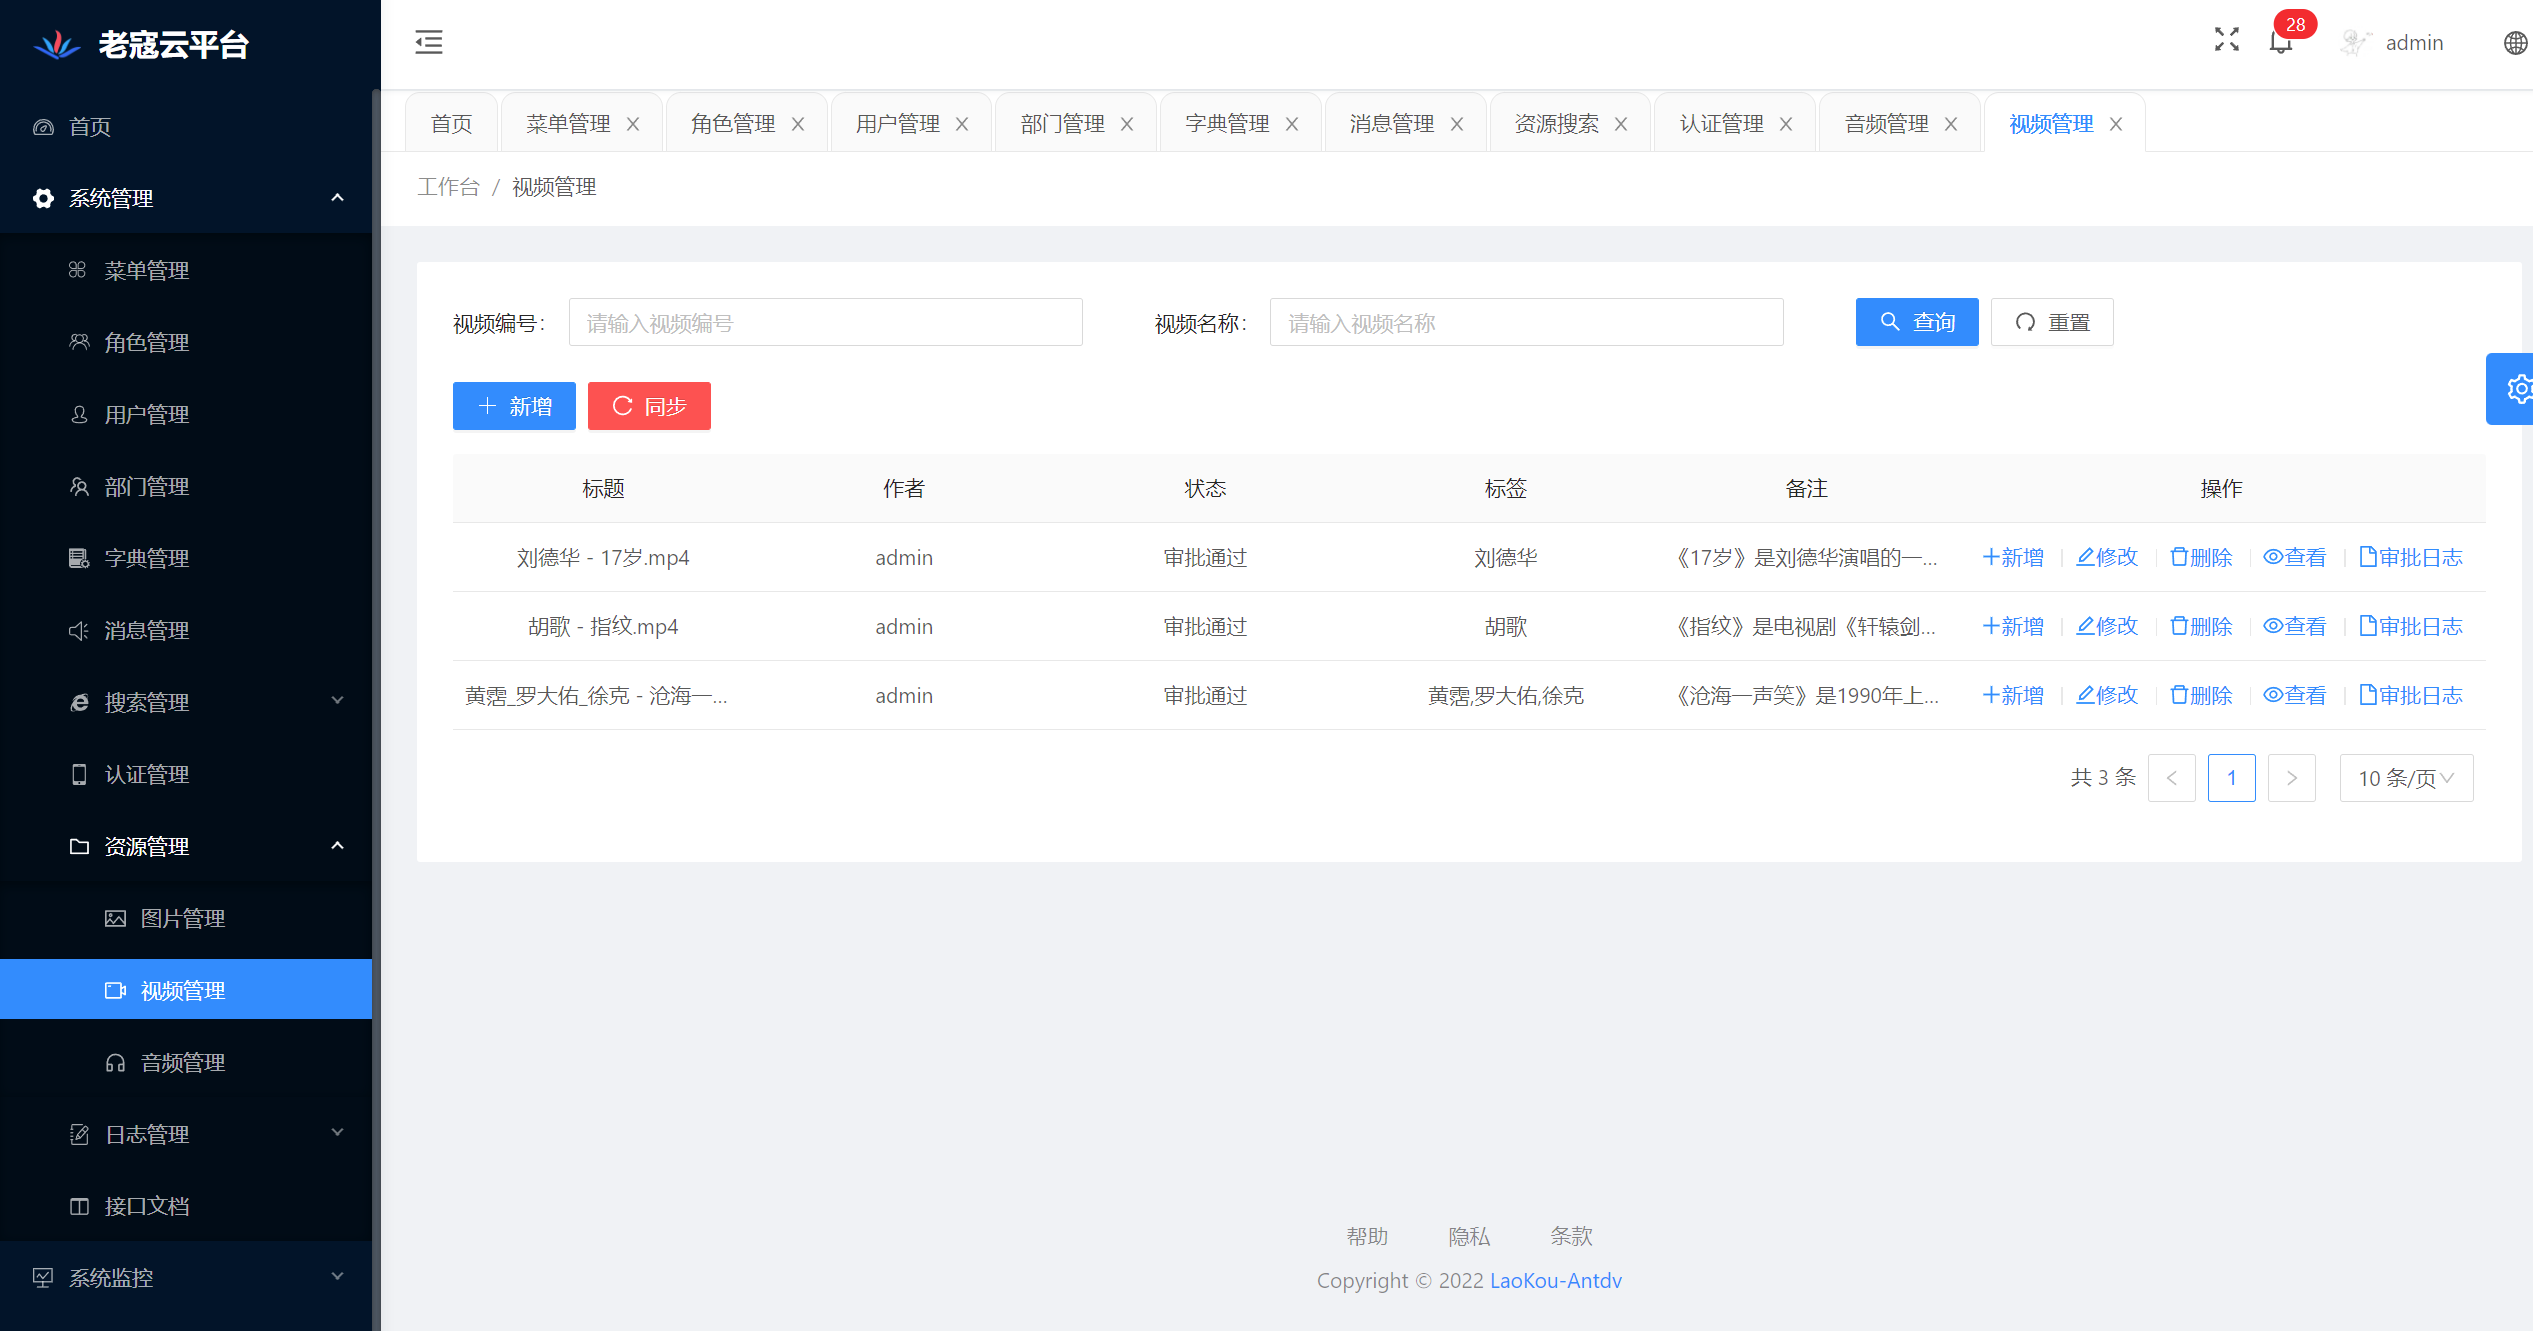 老寇云平台
首页
系统管理
菜单管理
角色管理
用户管理
部门管理
字典管理
消息管理
搜索管理
认证管理
资源管理
图片管理
视频管理
音频管理
日志管理
接口文档
系统监控
28
admin
首页 菜单管理 角色管理 用户管理 部门管理 字典管理 消息管理 资源搜索 认证管理 音频管理 视频管理
工作台 / 视频管理
视频编号： 请输入视频编号 视频名称： 请输入视频名称 查询 重置
新增 同步
标题 作者 状态 标签 备注 操作
刘德华 - 17岁.mp4 admin 审批通过 刘德华 《17岁》是刘德华演唱的一... 新增 修改 删除 查看 审批日志
胡歌 - 指纹.mp4 admin 审批通过 胡歌 《指纹》是电视剧《轩辕剑... 新增 修改 删除 查看 审批日志
黄霑_罗大佑_徐克 - 沧海一... admin 审批通过 黄霑,罗大佑,徐克 《沧海一声笑》是1990年上... 新增 修改 删除 查看 审批日志
共 3 条 < 1 > 10 条/页
帮助 隐私 条款
Copyright © 2022 LaoKou-Antdv